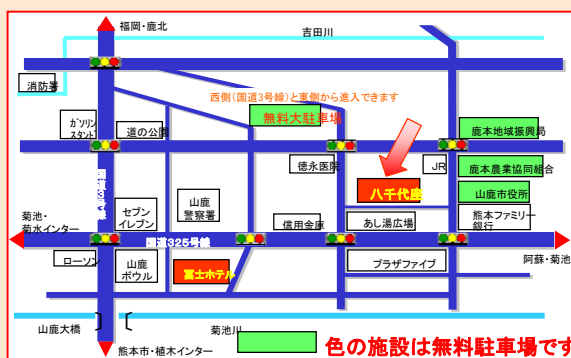 福岡・鹿北
吉田川
消防署
西側(国道3号線)と東側から進入できます
ガソリン
スタンド
道の公園
無料大駐車場
鹿本地域振興局
徳永医院
JR
鹿本農業協同組合
国道3号線
八千代座
山鹿市役所
菊池・
菊水インター
セブン
イレブン
山鹿
警察署
信用金庫
あし湯広場
熊本ファミリー
銀行
国道325号線
ローソン
山鹿
ボウル
冨士ホテル
プラザファイブ
阿蘇・菊池
山鹿大橋
菊池川
熊本市・植木インター
色の施設は無料駐車場です